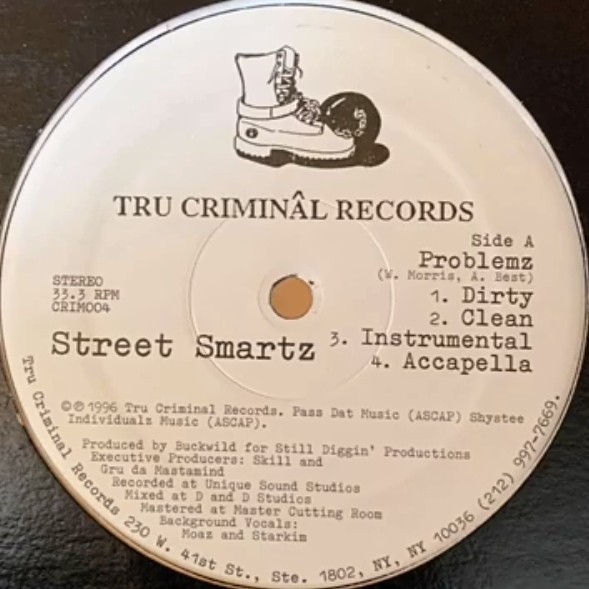 TRU CRIMINÂL RECORDS
Side A
Problemz
(W. Morris, A. Best)
1. Dirty
2. Clean
3. Instrumental
4. Accapella
STEREO
33.3 RPM
CRIM004
Street Smartz
©℗ 1996 Tru Criminal Records. Pass Dat Music (ASCAP) Shystee
Individualz Music (ASCAP).
Produced by Buckwild for Still Diggin' Productions
Executive Producers: Skill and
Gru da Mastamind
Recorded at Unique Sound Studios
Mixed at D and D Studios
Mastered at Master Cutting Room
Background Vocals:
Moaz and Starkim
Tru Criminal Records 230 W. 41st St., Ste. 1802, NY, NY 10036 (212) 997-7669.